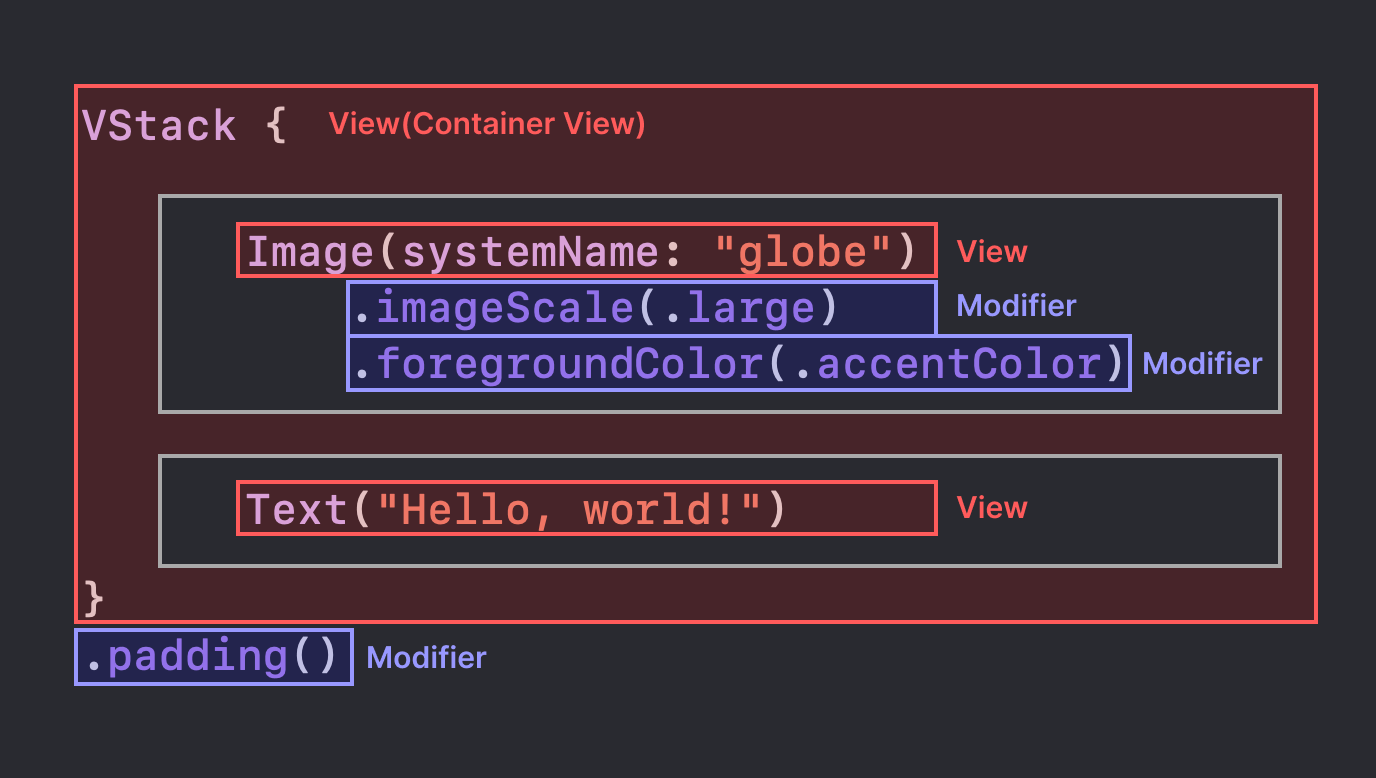 VStack { View(Container View)
Image(systemName: "globe") View
.imageScale(.large) Modifier
.foregroundColor(.accentColor) Modifier
Text("Hello, world!") View
}
.padding() Modifier